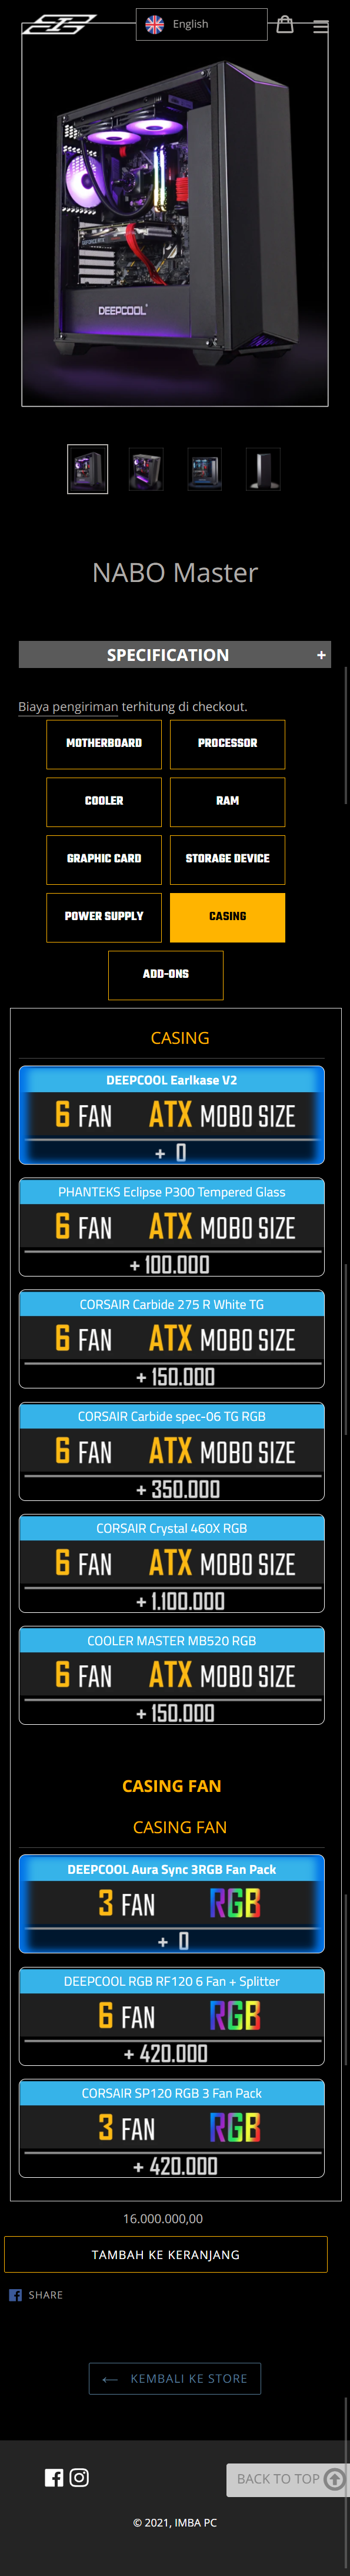 English
DEEPCOOL
NABO Master
SPECIFICATION +
Biaya pengiriman terhitung di checkout.
MOTHERBOARD
PROCESSOR
COOLER
RAM
GRAPHIC CARD
STORAGE DEVICE
POWER SUPPLY
CASING
ADD-ONS
CASING
DEEPCOOL Earlkase V2
6 FAN ATX MOBO SIZE
+ 0
PHANTEKS Eclipse P300 Tempered Glass
6 FAN ATX MOBO SIZE
+ 100.000
CORSAIR Carbide 275 R White TG
6 FAN ATX MOBO SIZE
+ 150.000
CORSAIR Carbide spec-06 TG RGB
6 FAN ATX MOBO SIZE
+ 350.000
CORSAIR Crystal 460X RGB
6 FAN ATX MOBO SIZE
+ 1.100.000
COOLER MASTER MB520 RGB
6 FAN ATX MOBO SIZE
+ 150.000
CASING FAN
CASING FAN
DEEPCOOL Aura Sync 3RGB Fan Pack
3 FAN RGB
+ 0
DEEPCOOL RGB RF120 6 Fan + Splitter
6 FAN RGB
+ 420.000
CORSAIR SP120 RGB 3 Fan Pack
3 FAN RGB
+ 420.000
16.000.000,00
TAMBAH KE KERANJANG
SHARE
← KEMBALI KE STORE
BACK TO TOP
© 2021, IMBA PC